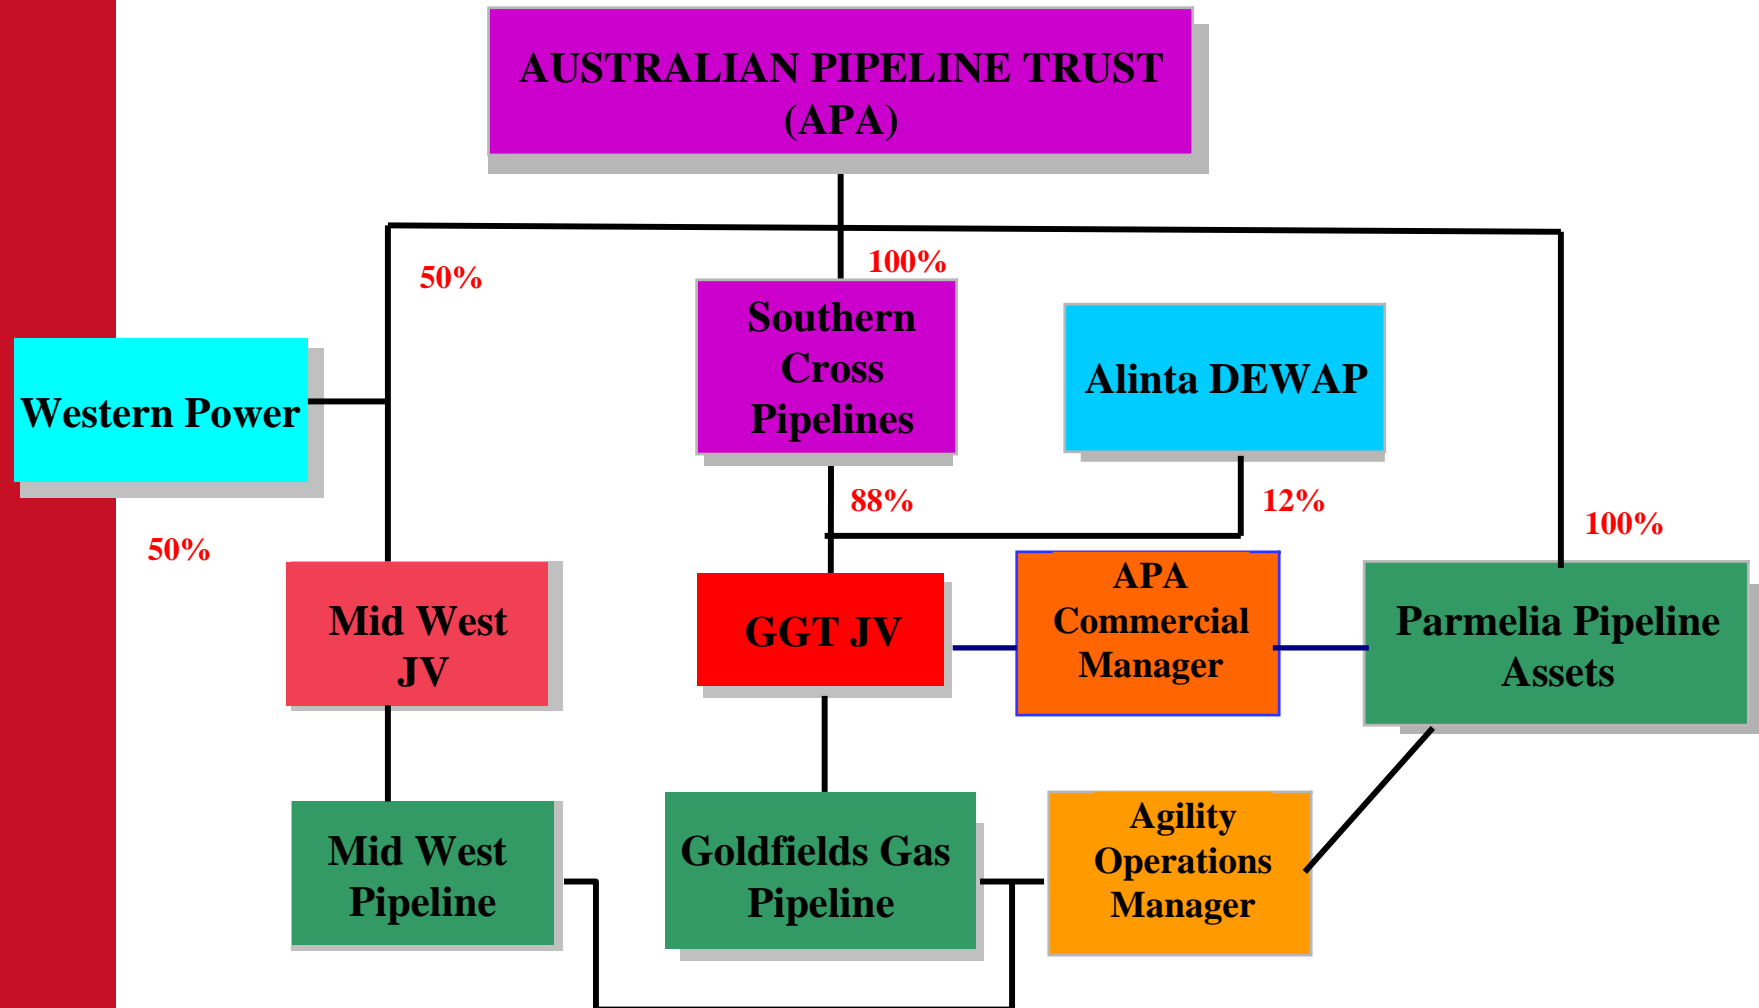 AUSTRALIAN PIPELINE TRUST
(APA)
50%
100%
Southern
Cross
Pipelines
Alinta DEWAP
Western Power
88%
12%
100%
50%
Mid West
JV
GGT JV
APA
Commercial
Manager
Parmelia Pipeline
Assets
Mid West
Pipeline
Goldfields Gas
Pipeline
Agility
Operations
Manager